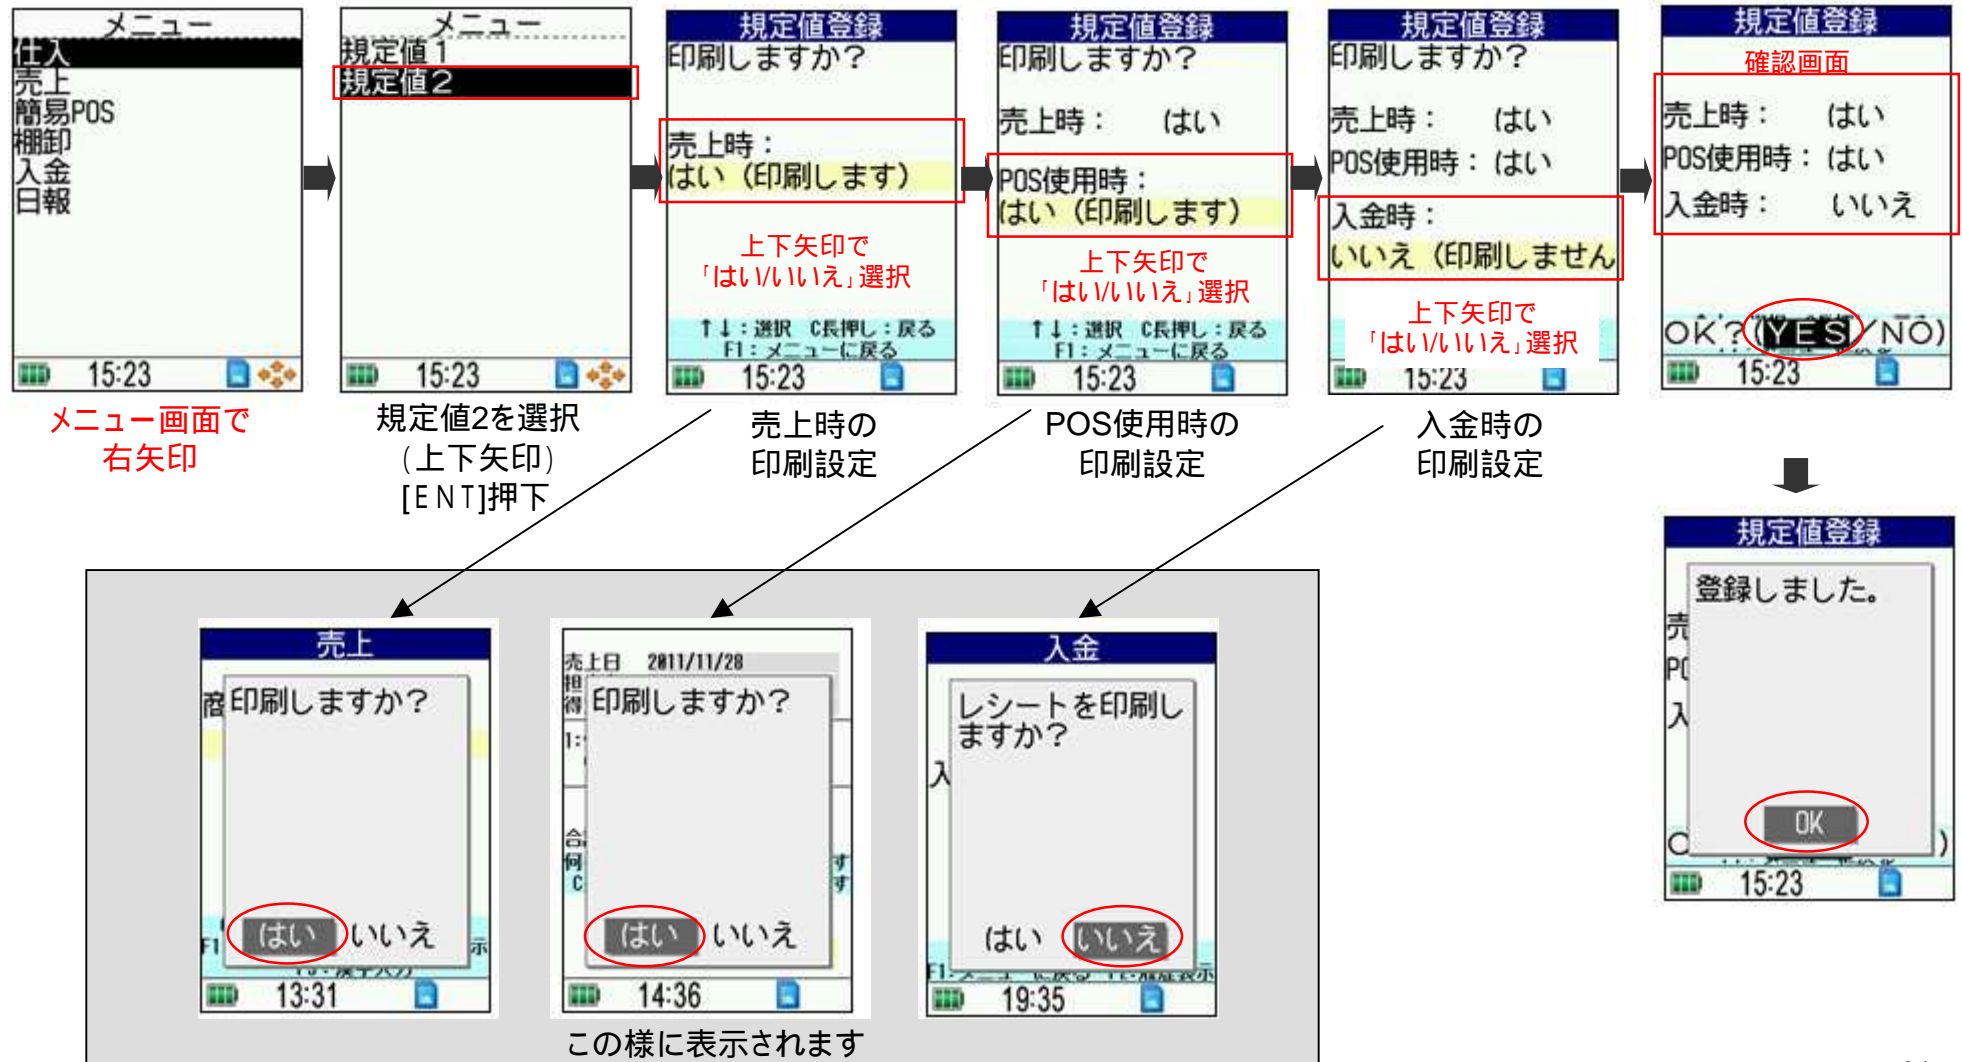 メニュー
仕入
売上
簡易POS
棚卸
入金
日報
15:23
メニュー画面で
右矢印
メニュー
規定値1
規定値2
15:23
規定値2を選択
(上下矢印)
[ENT]押下
規定値登録
印刷しますか?
売上時:
はい (印刷します)
上下矢印で
「はい/いいえ」選択
↑↓:選択 C長押し:戻る
F1:メニューに戻る
15:23
売上時の
印刷設定
規定値登録
印刷しますか?
売上時: はい
POS使用時:
はい (印刷します)
上下矢印で
「はい/いいえ」選択
↑↓:選択 C長押し:戻る
F1:メニューに戻る
15:23
POS使用時の
印刷設定
規定値登録
印刷しますか?
売上時: はい
POS使用時:はい
入金時:
いいえ (印刷しません
上下矢印で
「はい/いいえ」選択
15:23
入金時の
印刷設定
規定値登録
確認画面
売上時: はい
POS使用時:はい
入金時: いいえ
OK?(YES/NO)
15:23
規定値登録
登録しました。
OK
15:23
売上
印刷しますか?
はい いいえ
13:31
売上日 2011/11/28
印刷しますか?
はい いいえ
14:36
入金
レシートを印刷し
ますか?
はい いいえ
19:35
この様に表示されます